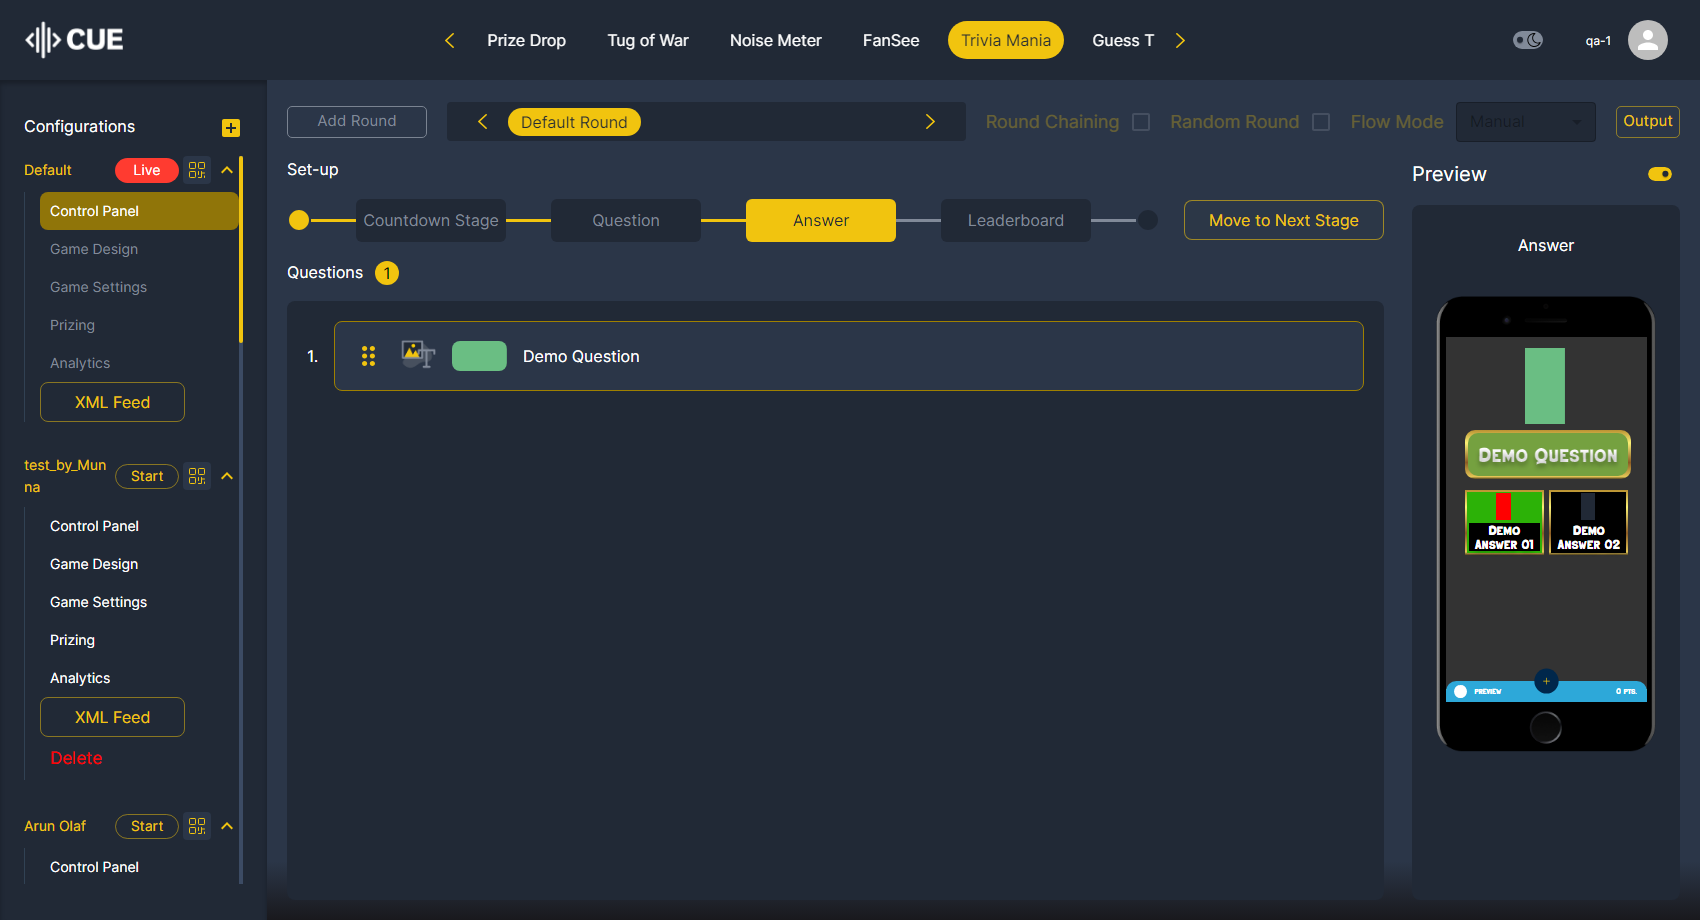 CUE
Prize Drop
Tug of War
Noise Meter
FanSee
Trivia Mania
Guess T
qa-1
Configurations
Default
Live
Control Panel
Game Design
Game Settings
Prizing
Analytics
XML Feed
test_by_Mun
na
Start
Control Panel
Game Design
Game Settings
Prizing
Analytics
XML Feed
Delete
Arun Olaf
Start
Control Panel
Add Round
Default Round
Round Chaining
Random Round
Flow Mode
Manual
Output
Set-up
Countdown Stage
Question
Answer
Leaderboard
Move to Next Stage
Questions
1
1.
Demo Question
Preview
Answer
Demo Question
Demo
Answer 01
Demo
Answer 02
PREVIEW
0 PTS.